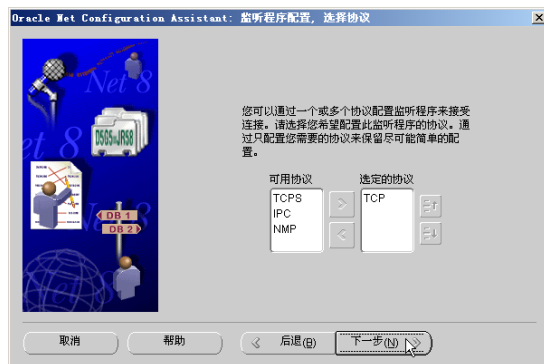 Oracle Net Configuration Assistant: 监听程序配置, 选择协议
Net 8
et 8
DSGS
JRS8
DB 1
DB 2
您可以通过一个或多个协议配置监听程序来接受
连接。请选择您希望配置此监听程序的协议。通
过只配置您需要的协议来保留尽可能简单的配
置。
可用协议
选定的协议
TCPS
IPC
NMP
TCP
取消
帮助
后退(B)
下一步(N)